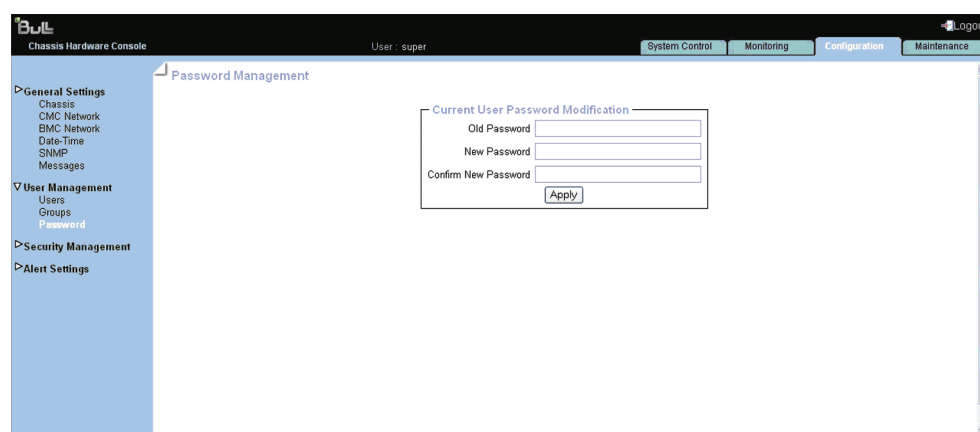 Bull
Logou
Chassis Hardware Console
User : super
System Control
Monitoring
Configuration
Maintenance
General Settings
Chassis
CMC Network
BMC Network
Date-Time
SNMP
Messages
User Management
Users
Groups
Password
Security Management
Alert Settings
Password Management
Current User Password Modification
Old Password
New Password
Confirm New Password
Apply